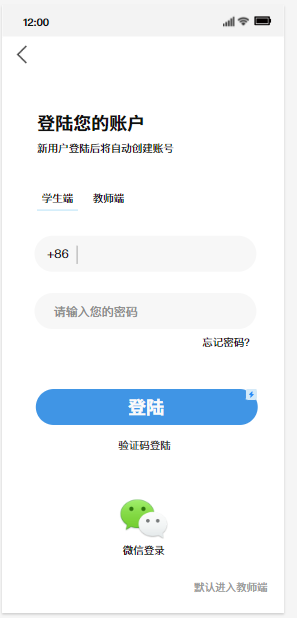 12:00
登陆您的账户
新用户登陆后将自动创建账号
学生端 教师端
+86
请输入您的密码
忘记密码?
登陆
验证码登陆
微信登录
默认进入教师端